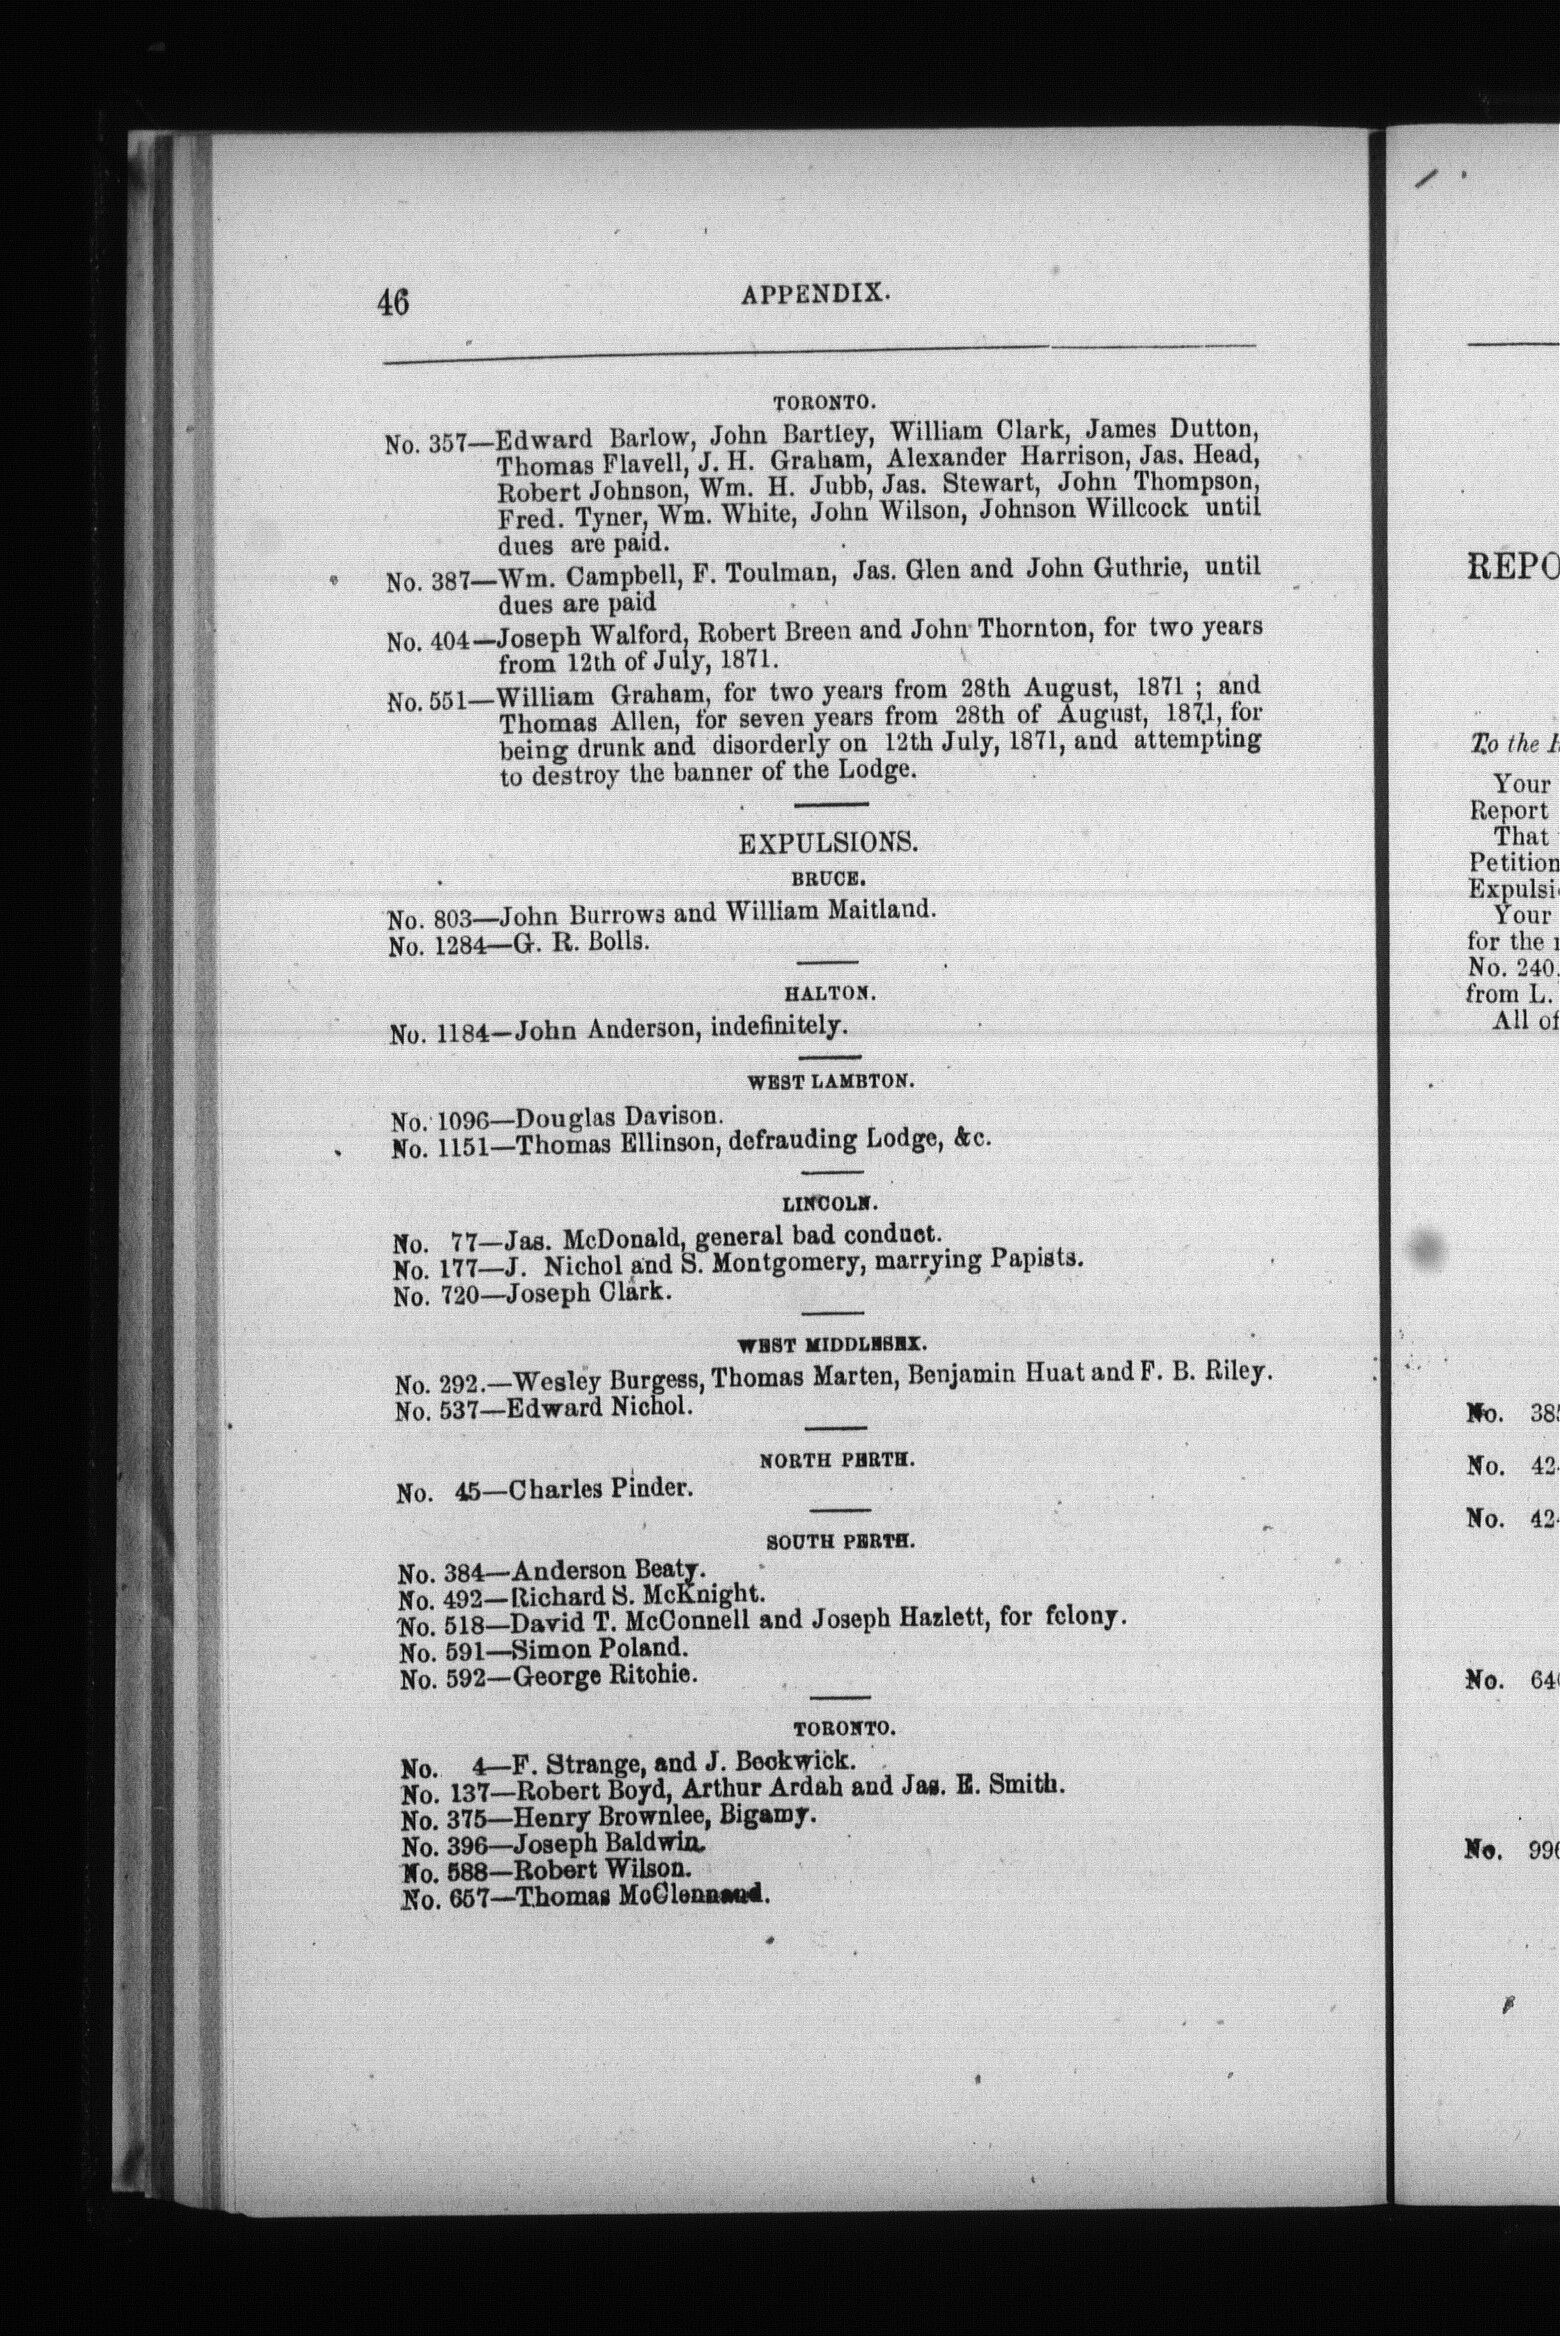 46
APPENDIX.
TORONTO.
No. 357—Edward Barlow, John Bartley, William Clark, James Dutton,
Thomas Flavell, J. H. Graham, Alexander Harrison, Jas. Head,
Robert Johnson, Wm. H. Jubb, Jas. Stewart, John Thompson,
Fred. Tyner, Wm. White, John Wilson, Johnson Willcock until
dues are paid.
No. 387—Wm. Campbell, F. Toulman, Jas. Glen and John Guthrie, until
dues are paid
No. 404—Joseph Walford, Robert Breen and John Thornton, for two years
from 12th of July, 1871.
No. 551—William Graham, for two years from 28th August, 1871 ; and
Thomas Allen, for seven years from 28th of August, 1871, for
being drunk and disorderly on 12th July, 1871, and attempting
to destroy the banner of the Lodge.
EXPULSIONS.
BRUCE.
No. 803—John Burrows and William Maitland.
No. 1284—G. R. Bolls.
HALTON.
No. 1184—John Anderson, indefinitely.
WEST LAMBTON.
No. 1096—Douglas Davison.
No. 1151—Thomas Ellinson, defrauding Lodge, &c.
LINCOLN.
No. 77—Jas. McDonald, general bad conduct.
No. 177—J. Nichol and S. Montgomery, marrying Papists.
No. 720—Joseph Clark.
WEST MIDDLESEX.
No. 292.—Wesley Burgess, Thomas Marten, Benjamin Huat and F. B. Riley.
No. 537—Edward Nichol.
NORTH PERTH.
No. 45—Charles Pinder.
SOUTH PERTH.
No. 384—Anderson Beaty.
No. 492—Richard S. McKnight.
No. 518—David T. McConnell and Joseph Hazlett, for felony.
No. 591—Simon Poland.
No. 592—George Ritchie.
TORONTO.
No. 4—F. Strange, and J. Beckwick.
No. 137—Robert Boyd, Arthur Ardah and Jas. E. Smith.
No. 375—Henry Brownlee, Bigamy.
No. 396—Joseph Baldwin.
No. 588—Robert Wilson.
No. 657—Thomas
REPO
To the
Your
Report
That
Petition
Expulsi
Your
for the
No. 240.
from L.
All of
No. 385
No. 42
No. 42
No. 64
No. 996